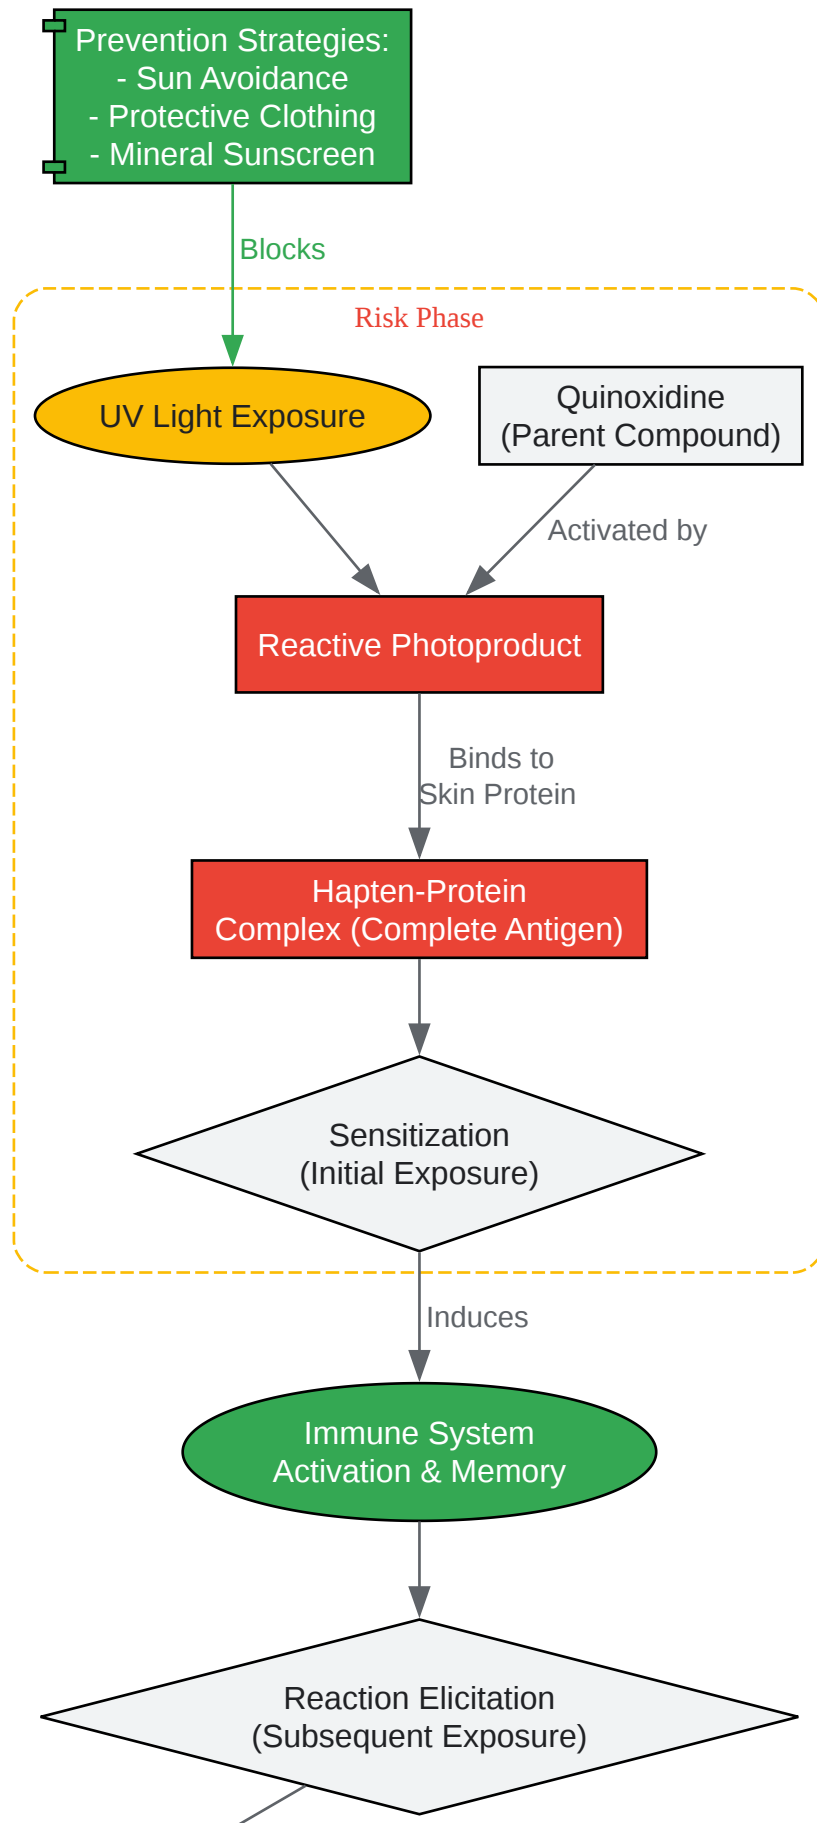 Prevention Strategies:
- Sun Avoidance
- Protective Clothing
- Mineral Sunscreen
Blocks
Risk Phase
UV Light Exposure
Quinoxidine
(Parent Compound)
Activated by
Reactive Photoproduct
Binds to
Skin Protein
Hapten-Protein
Complex (Complete Antigen)
Sensitization
(Initial Exposure)
Induces
Immune System
Activation & Memory
Reaction Elicitation
(Subsequent Exposure)